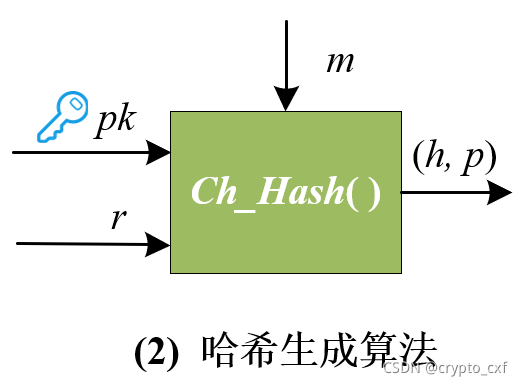 m
pk
(h, p)
Ch_Hash( )
r
(2) 哈希生成算法
CSDN @crypto_cxf